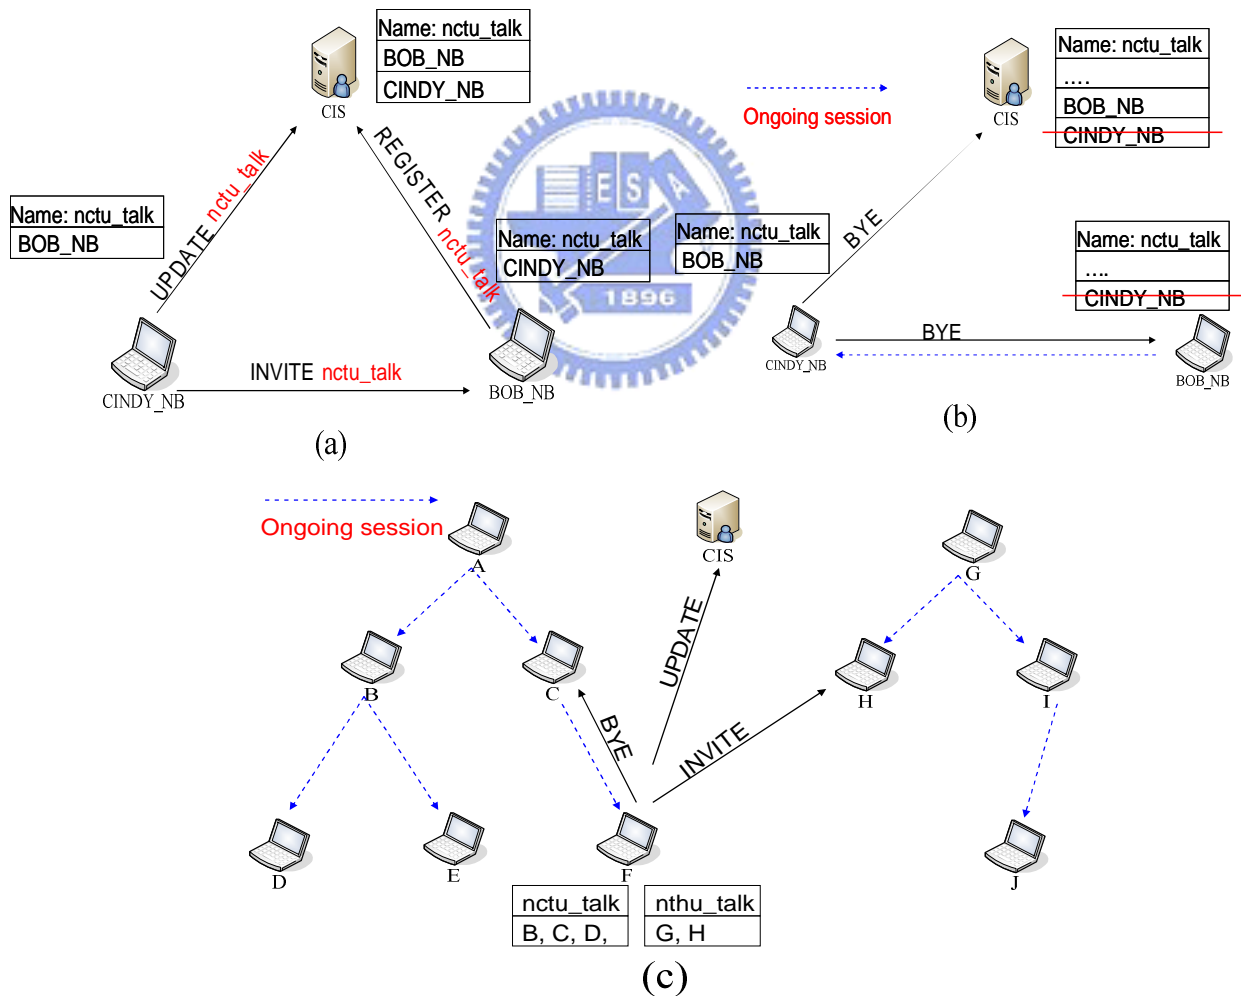 Name: nctu_talk
BOB_NB
CINDY_NB
CIS
UPDATE nctu_talk
REGISTER nctu_talk
Name: nctu_talk
BOB_NB
Name: nctu_talk
CINDY_NB
CINDY_NB
INVITE nctu_talk
BOB_NB
(a)
ES A
1896
Ongoing session
CIS
Name: nctu_talk
....
BOB_NB
CINDY_NB
BYE
Name: nctu_talk
BOB_NB
Name: nctu_talk
....
CINDY_NB
CINDY_NB
BYE
BOB_NB
(b)
Ongoing session
A
CIS
G
B
C
H
I
BYE
UPDATE
INVITE
D
E
F
J
nctu_talk
B, C, D,
nthu_talk
G, H
(c)